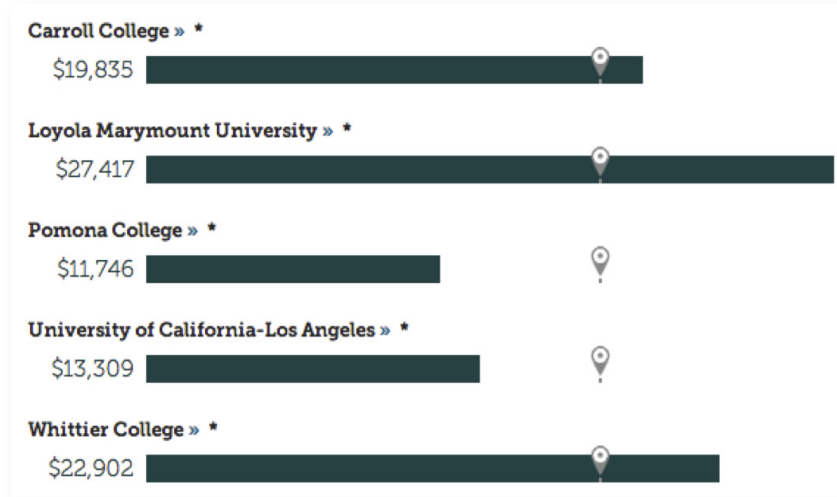 Carroll College » *
$19,835
Loyola Marymount University » *
$27,417
Pomona College » *
$11,746
University of California-Los Angeles » *
$13,309
Whittier College » *
$22,902